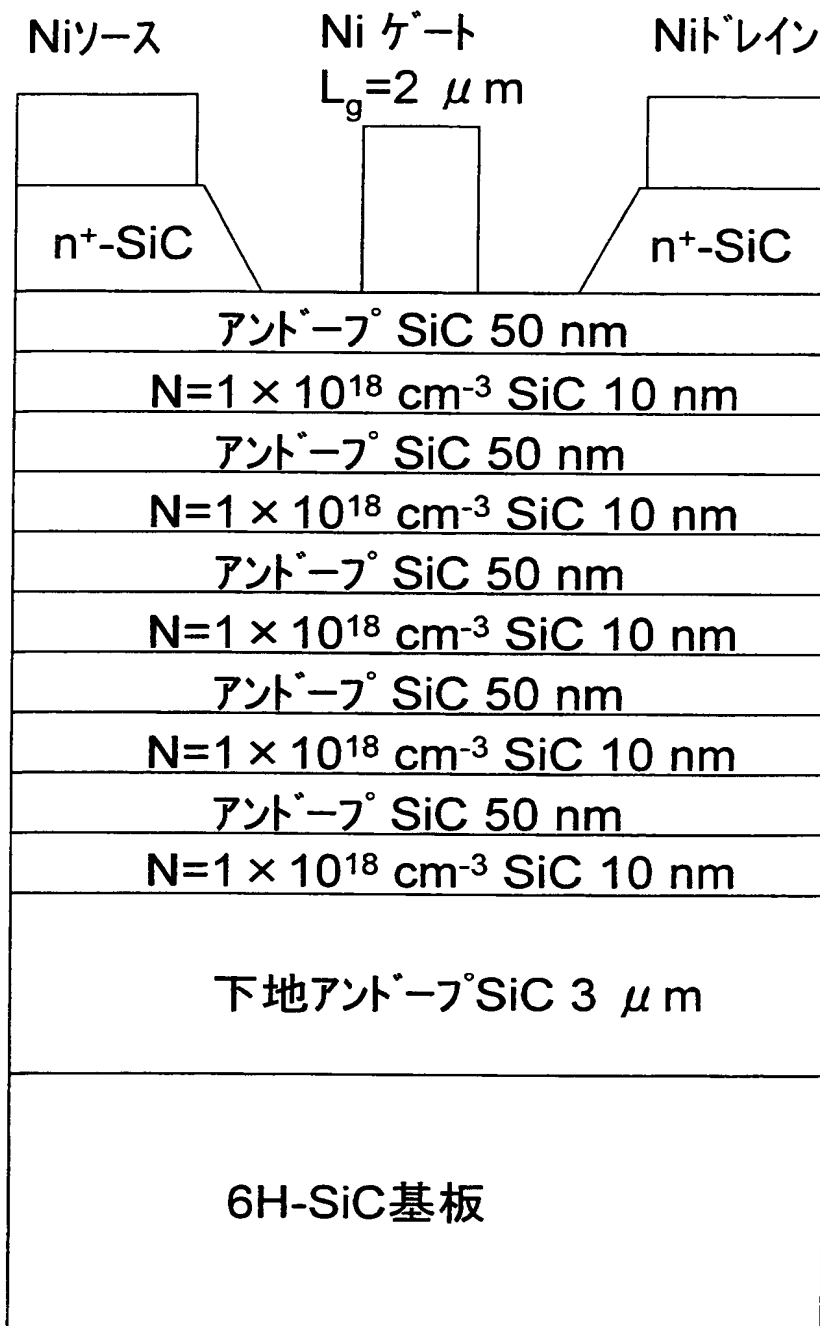 Niソース
Ni ゲート
Niドレイン
Lg=2 μm
n+-SiC
n+-SiC
アンドープ SiC 50 nm
N=1×10¹⁸ cm⁻³ SiC 10 nm
アンドープ SiC 50 nm
N=1×10¹⁸ cm⁻³ SiC 10 nm
アンドープ SiC 50 nm
N=1×10¹⁸ cm⁻³ SiC 10 nm
アンドープ SiC 50 nm
N=1×10¹⁸ cm⁻³ SiC 10 nm
アンドープ SiC 50 nm
N=1×10¹⁸ cm⁻³ SiC 10 nm
下地アンドープSiC 3 μm
6H-SiC基板